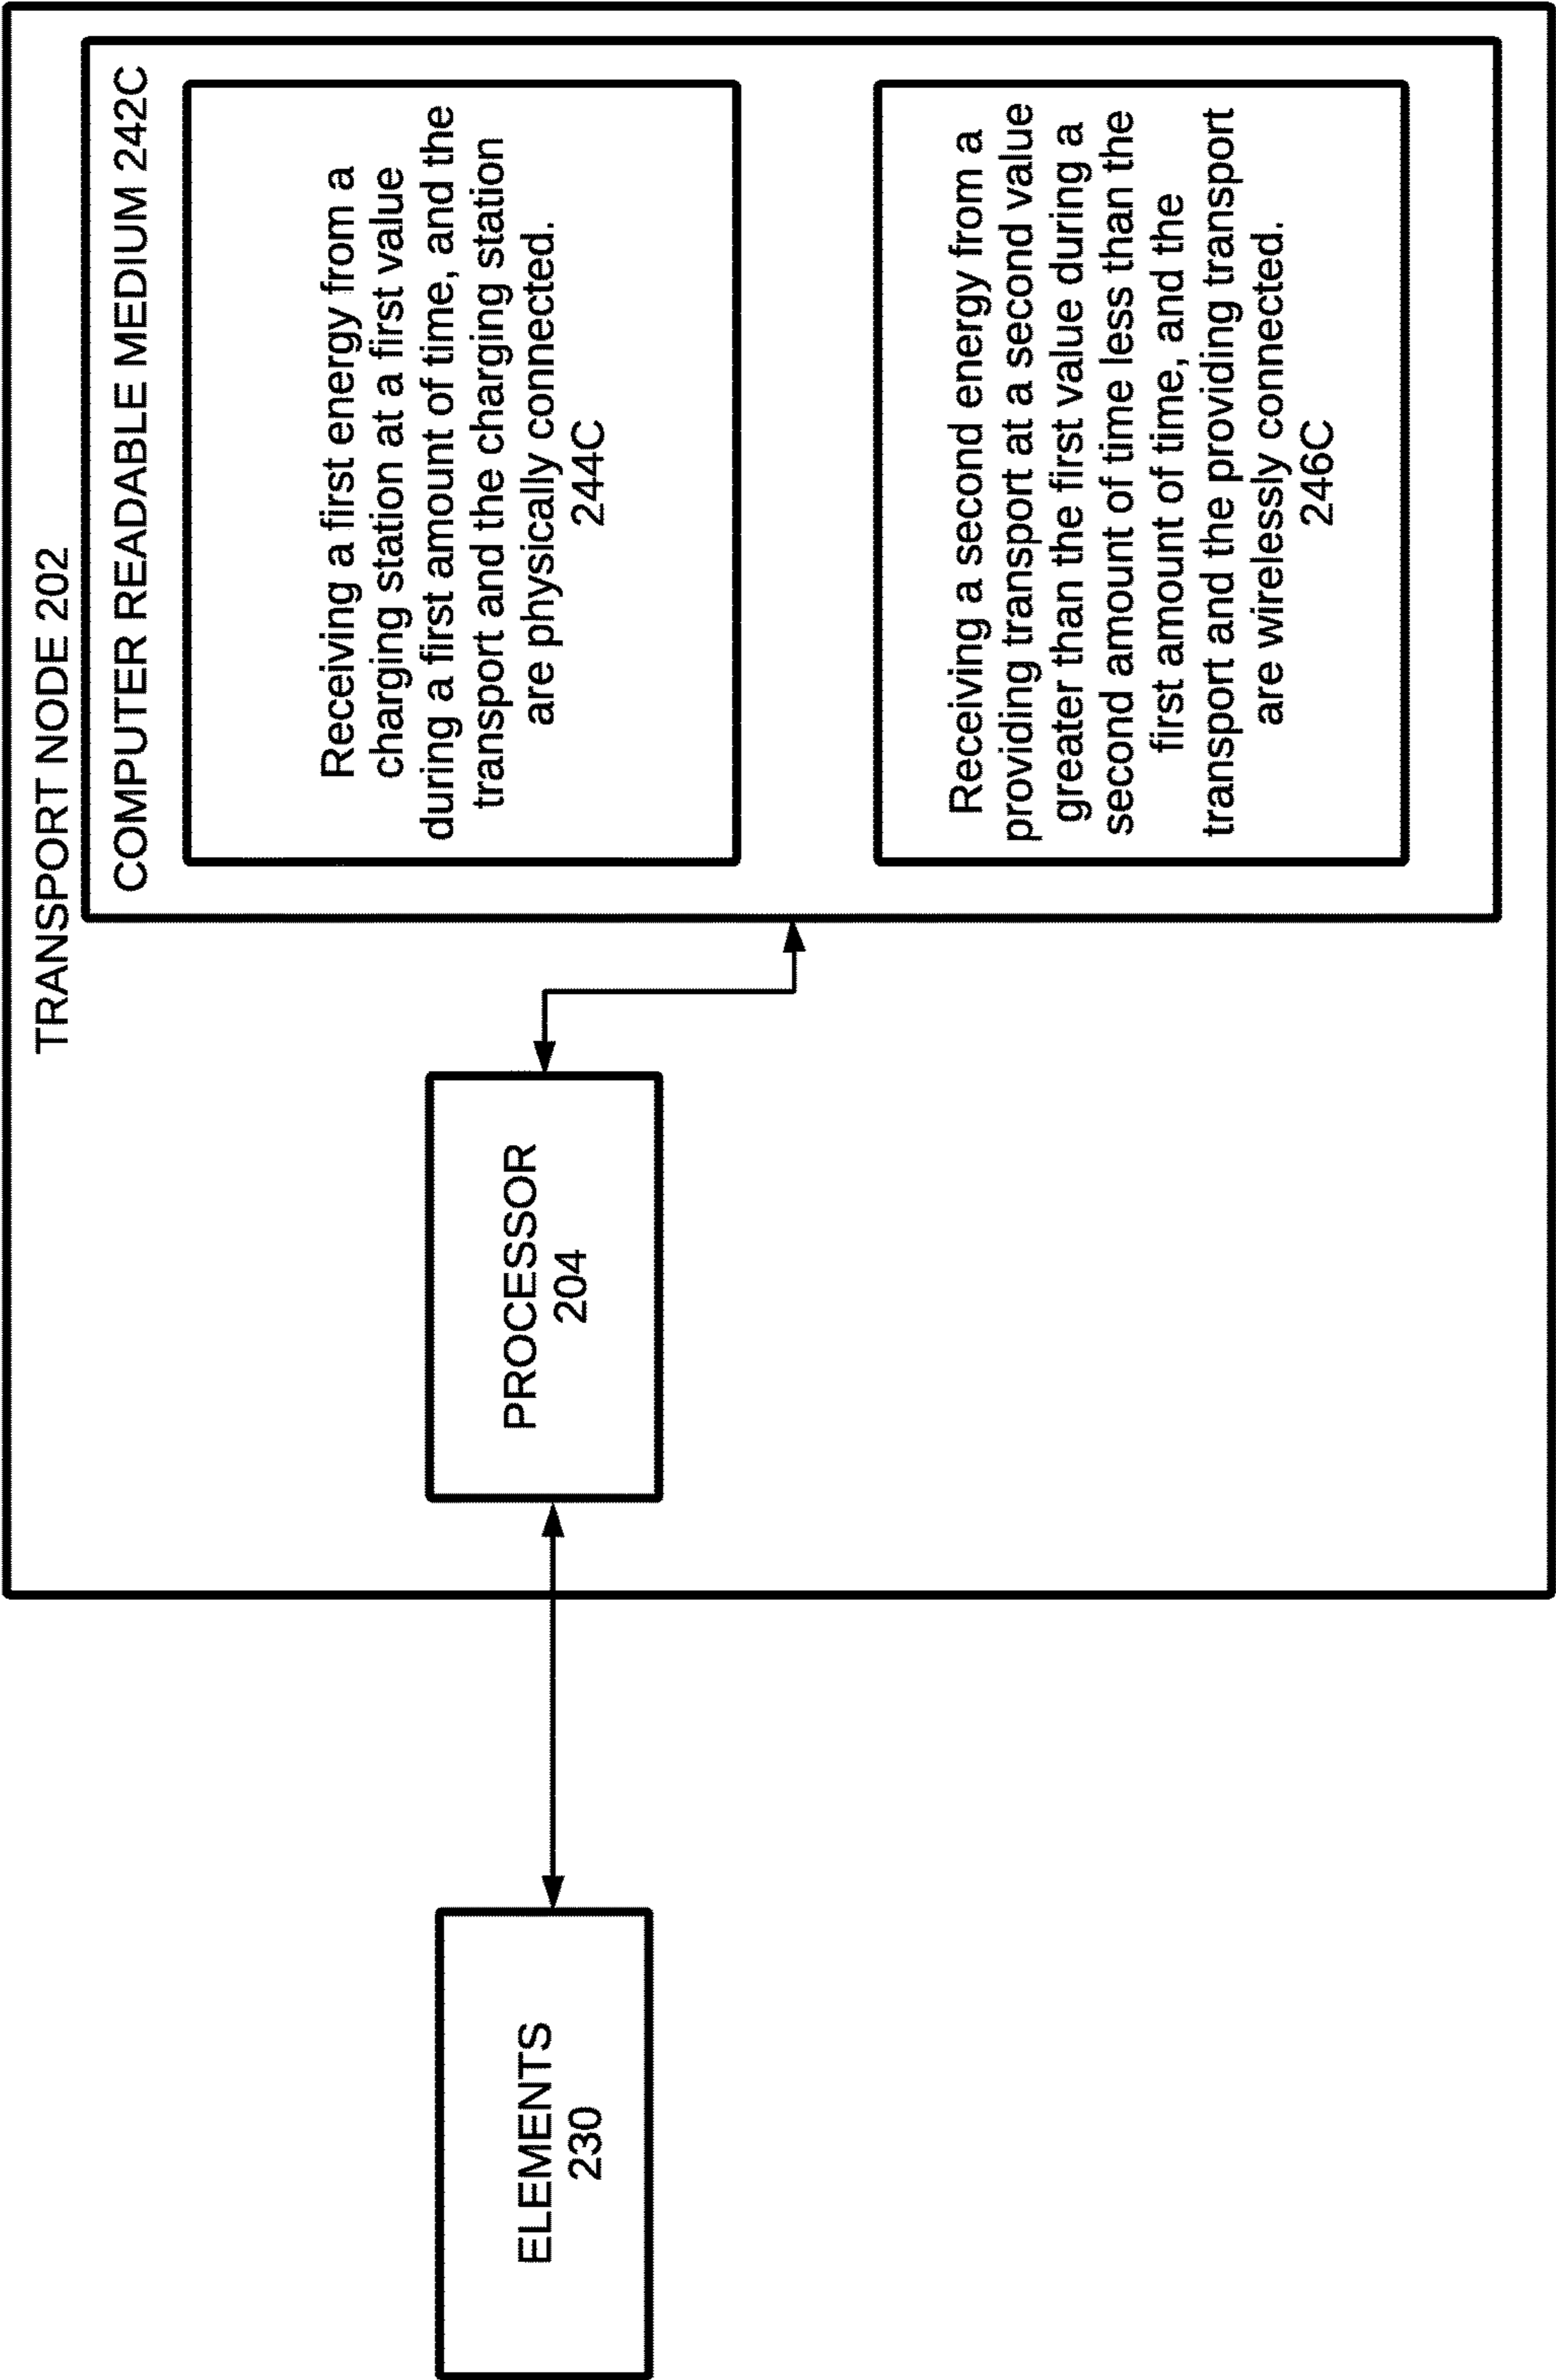 TRANSPORT NODE 202
COMPUTER READABLE MEDIUM 242C
Receiving a first energy from a
charging station at a first value
during a first amount of time, and the
transport and the charging station
are physically connected.
244C
Receiving a second energy from a
providing transport at a second value
greater than the first value during a
second amount of time less than the
first amount of time, and the
transport and the providing transport
are wirelessly connected.
246C
PROCESSOR
204
ELEMENTS
230